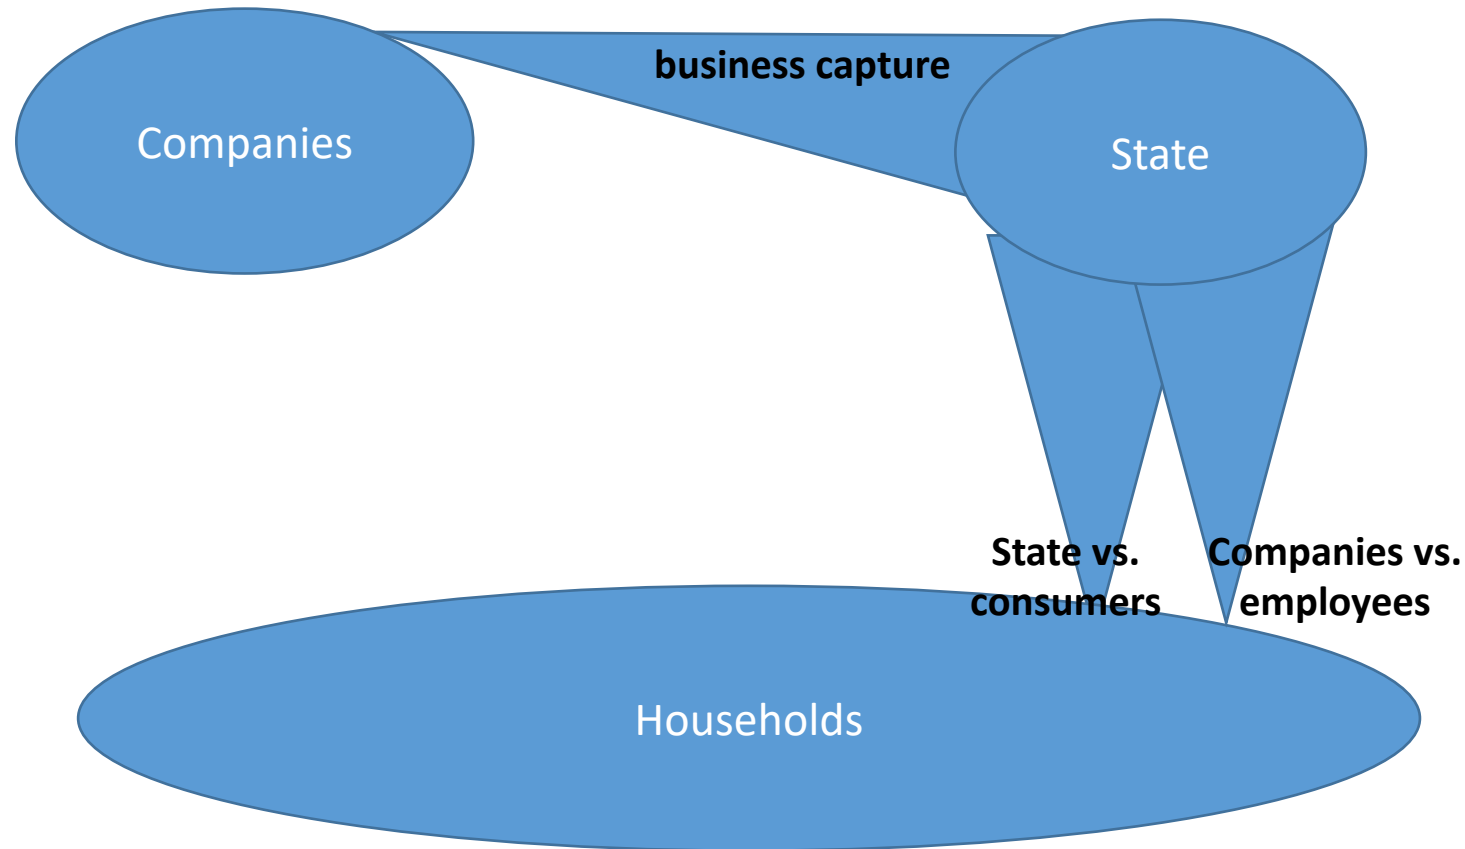 business capture
Companies
State
State vs.
consumers
Companies vs.
employees
Households